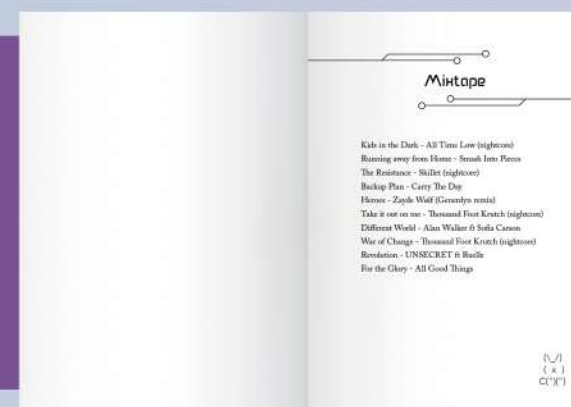 Mixtape
Kids in the Dark - All Time Low (nightcore)
Running away from Home - Smash Into Pieces
The Resistance - Skillet (nightcore)
Backup Plan - Carry The Day
Heroes - Zayde Wølf (Generdyn remix)
Take it out on me - Thousand Foot Krutch (nightcore)
Different World - Alan Walker ft Sofia Carson
War of Change - Thousand Foot Krutch (nightcore)
Revolution - UNSECRET ft Ruelle
For the Glory - All Good Things
(\_/)
( x )
C(")(")